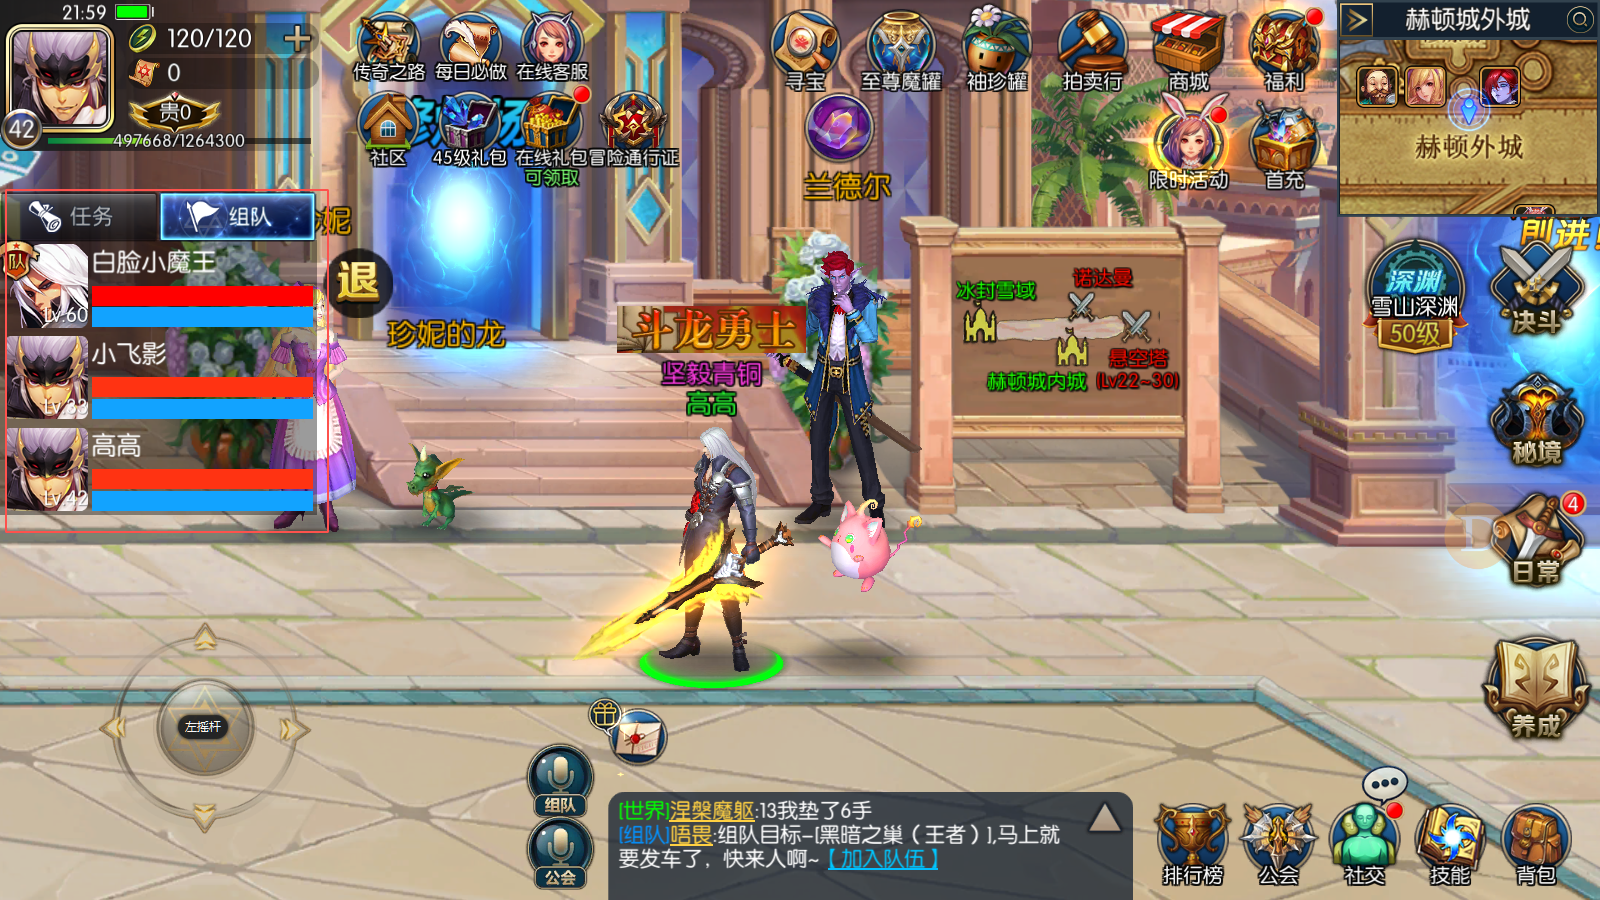 21:59
120/120
0
贵0
42
497668/1264300
传奇之路
每日必做
在线客服
社区
45级礼包
在线礼包
可领取
冒险通行证
寻宝
至尊魔罐
袖珍罐
拍卖行
商城
福利
限时活动
首充
赫顿城外城
赫顿外城
任务
组队
妮
队
白脸小魔王
Lv.60
小飞影
Lv.33
高高
Lv.42
退
珍妮的龙
兰德尔
斗龙勇士
坚毅青铜
高高
冰封雪域
诺达曼
悬空塔
赫顿城内城
(Lv22~30)
前进!
深渊
雪山深渊
50级
决斗
秘境
4
日常
养成
左摇杆
组队
公会
[世界]涅槃魔躯:13我垫了6手
[组队]唔畏:组队目标-[黑暗之巢（王者）],马上就
要发车了，快来人啊~【 加入队伍 】
排行榜
公会
社交
技能
背包